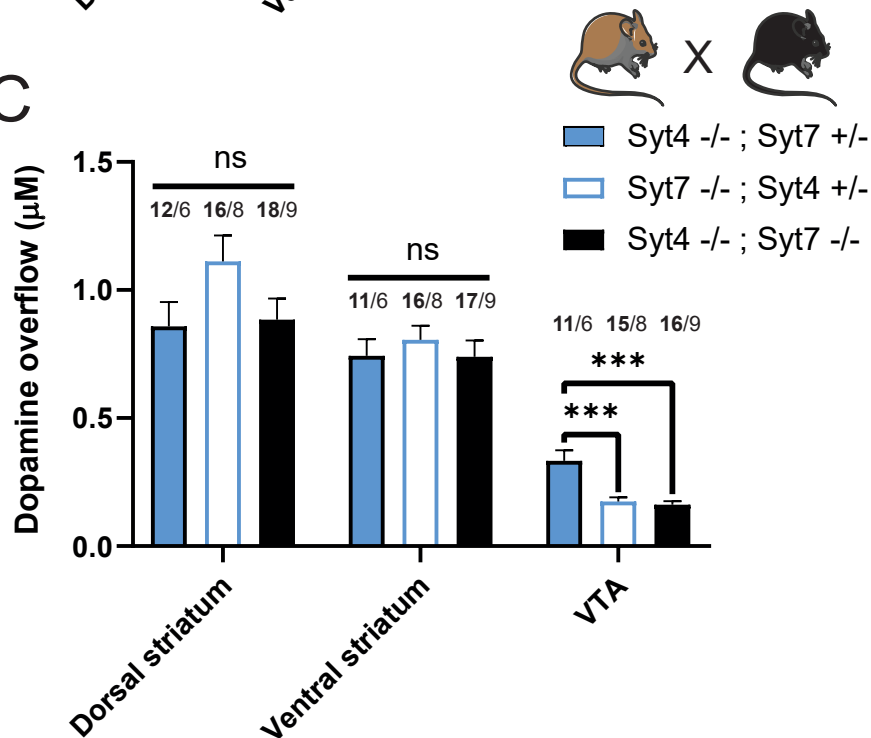 X
C
Syt4 -/- ; Syt7 +/-
Syt7 -/- ; Syt4 +/-
Syt4 -/- ; Syt7 -/-
Dopamine overflow (µM)
1.5
1.0
0.5
0.0
ns
12/6 16/8 18/9
ns
11/6 16/8 17/9
11/6 15/8 16/9
***
***
Dorsal striatum
Ventral striatum
VTA